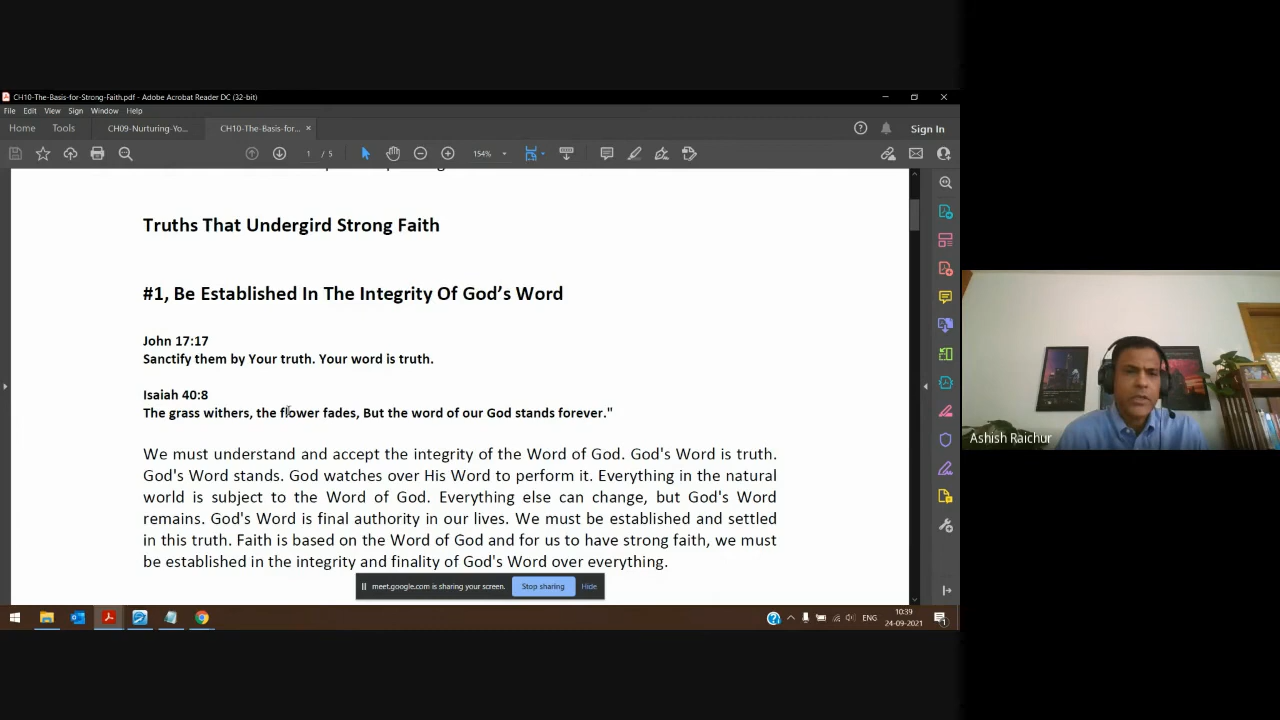 CH10-The-Basis-for-Strong-Faith.pdf - Adobe Acrobat Reader DC (32-bit)
File Edit View Sign Window Help
Home Tools CH09-Nurturing-Yo... CH10-The-Basis-for... × Sign In
1 / 5 154%
Truths That Undergird Strong Faith
#1, Be Established In The Integrity Of God's Word
John 17:17
Sanctify them by Your truth. Your word is truth.
Isaiah 40:8
The grass withers, the flower fades, But the word of our God stands forever."
We must understand and accept the integrity of the Word of God. God's Word is truth.
God's Word stands. God watches over His Word to perform it. Everything in the natural
world is subject to the Word of God. Everything else can change, but God's Word
remains. God's Word is final authority in our lives. We must be established and settled
in this truth. Faith is based on the Word of God and for us to have strong faith, we must
be established in the integrity and finality of God's Word over everything.
meet.google.com is sharing your screen. Stop sharing Hide
Ashish Raichur
ENG 10:39
24-09-2021